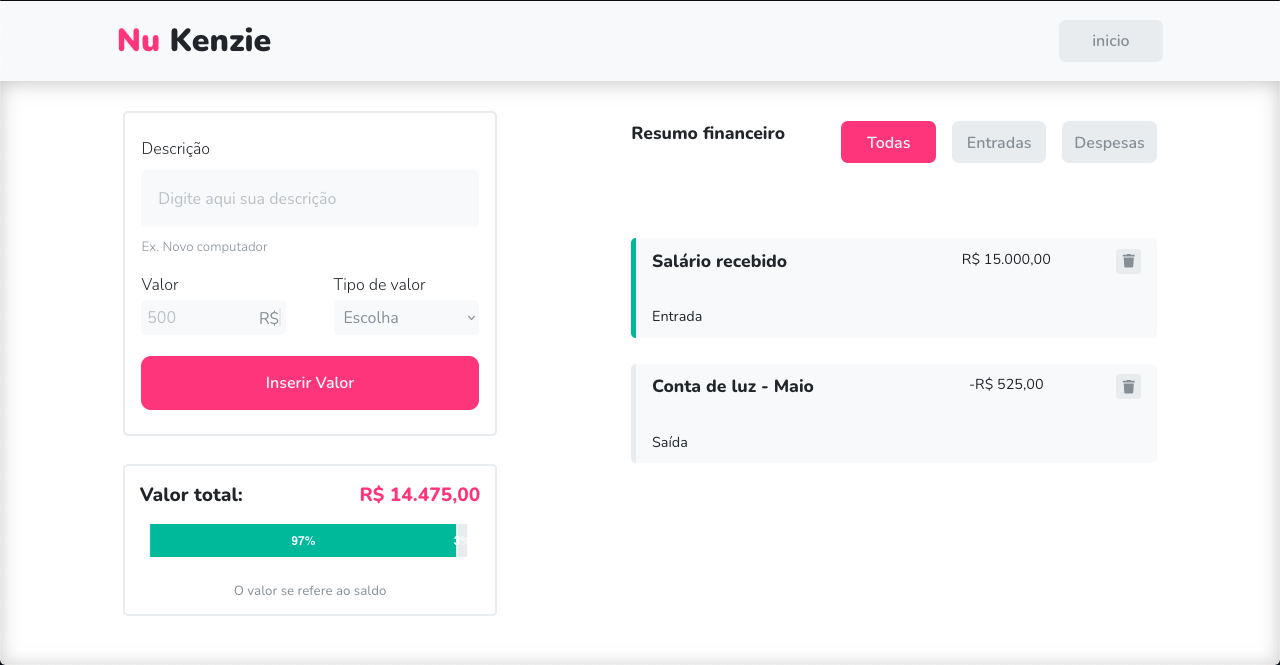 Nu Kenzie
inicio
Descrição
Digite aqui sua descrição
Ex. Novo computador
Valor
Tipo de valor
500 R$
Escolha
Inserir Valor
Valor total: R$ 14.475,00
97% 3%
O valor se refere ao saldo
Resumo financeiro
Todas
Entradas
Despesas
Salário recebido R$ 15.000,00
Entrada
Conta de luz - Maio -R$ 525,00
Saída